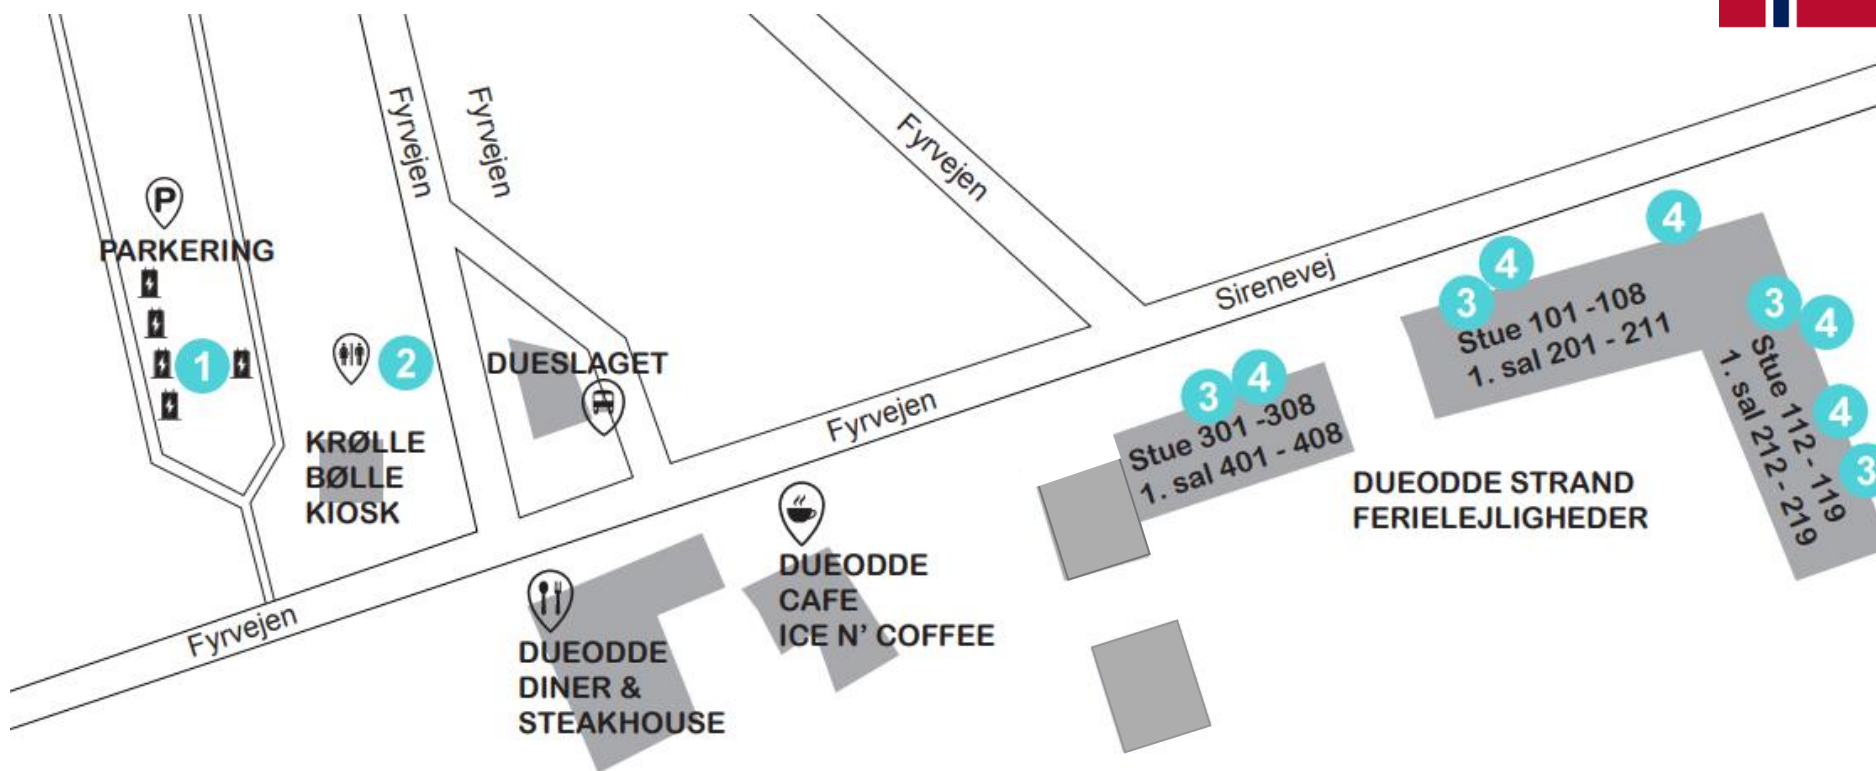 Fyrvejen
Fyrvejen
Fyrvejen
P
PARKERING
1
2
DUESLAGET
KRØLLE
BØLLE
KIOSK
Fyrvejen
Fyrvejen
Sirenevej
4
4
3
Stue 101 -108
1. sal 201 - 211
3
4
4
3
Stue 112 - 119
1. sal 212 - 219
3
4
Stue 301 -308
1. sal 401 - 408
DUEODDE STRAND
FERIELEJLIGHEDER
DUEODDE
CAFE
ICE N’ COFFEE
DUEODDE
DINER &
STEAKHOUSE